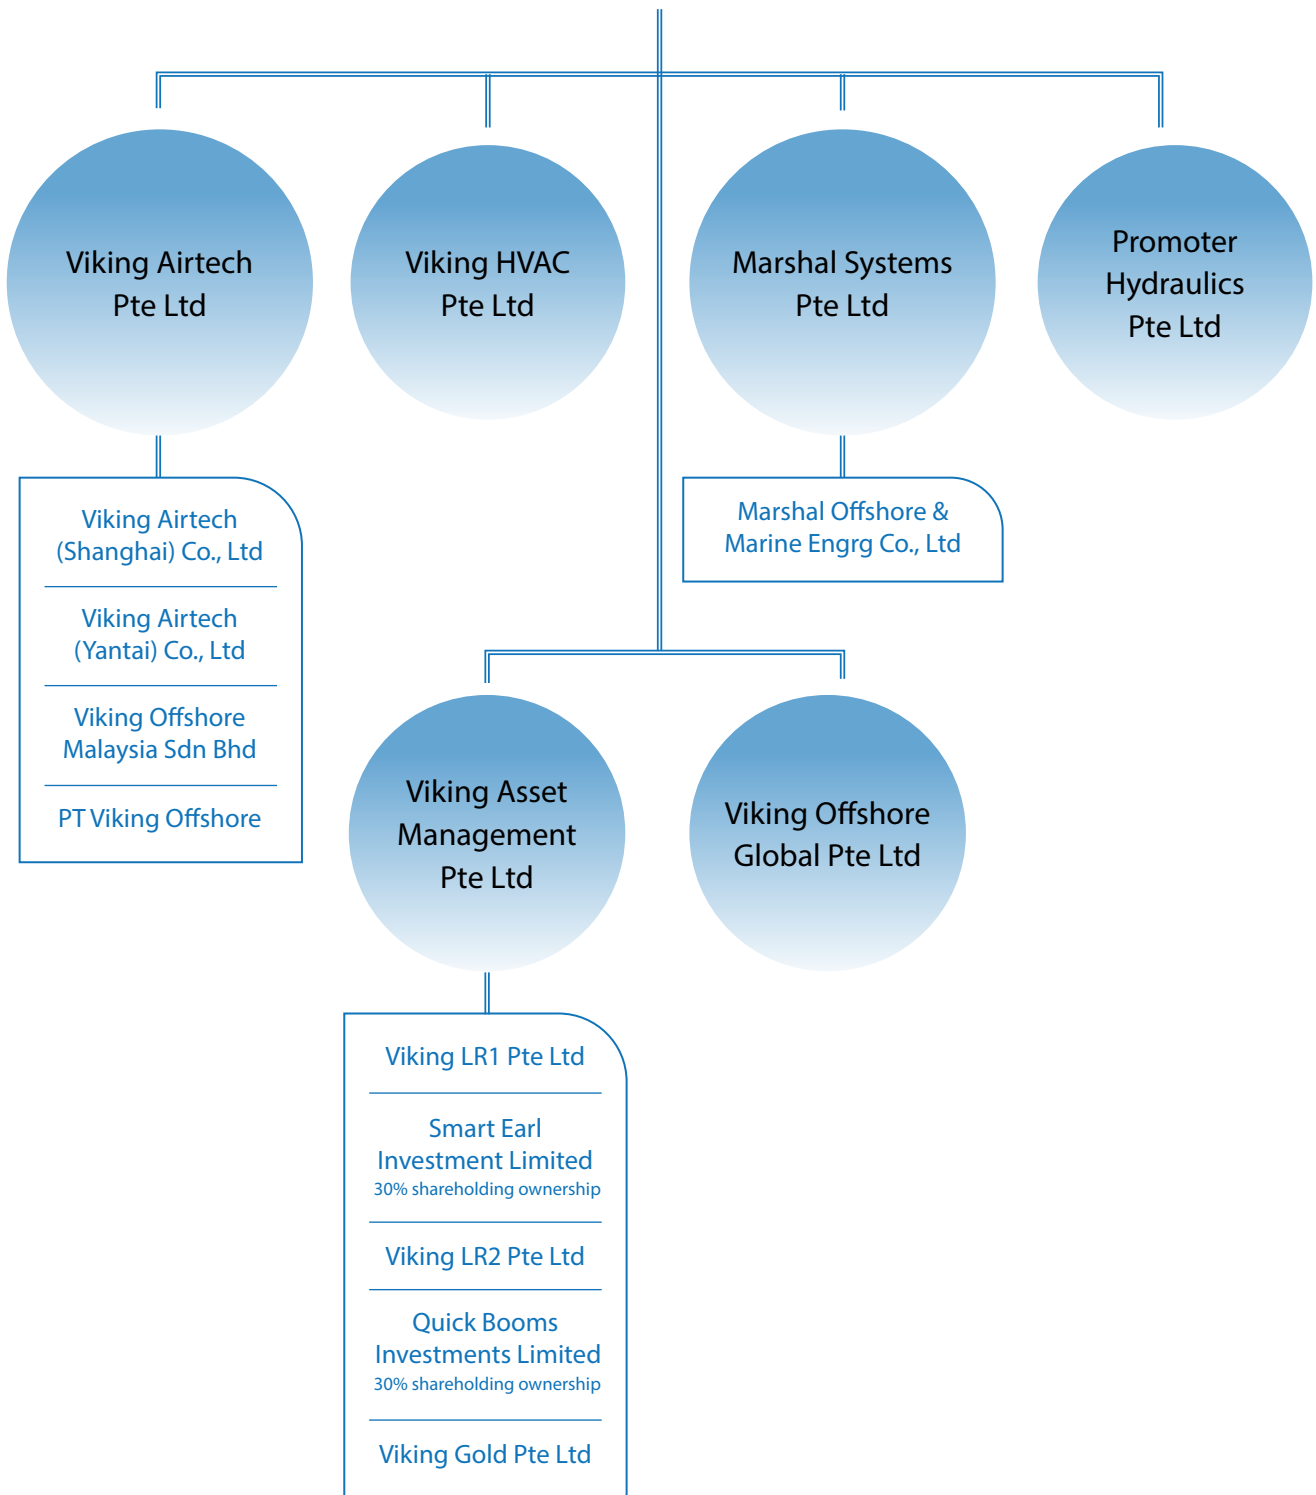 Viking Airtech
Pte Ltd
Viking HVAC
Pte Ltd
Marshal Systems
Pte Ltd
Promoter
Hydraulics
Pte Ltd
Viking Airtech
(Shanghai) Co., Ltd
Viking Airtech
(Yantai) Co., Ltd
Viking Offshore
Malaysia Sdn Bhd
PT Viking Offshore
Marshal Offshore &
Marine Engrg Co., Ltd
Viking Asset
Management
Pte Ltd
Viking Offshore
Global Pte Ltd
Viking LR1 Pte Ltd
Smart Earl
Investment Limited
30% shareholding ownership
Viking LR2 Pte Ltd
Quick Booms
Investments Limited
30% shareholding ownership
Viking Gold Pte Ltd